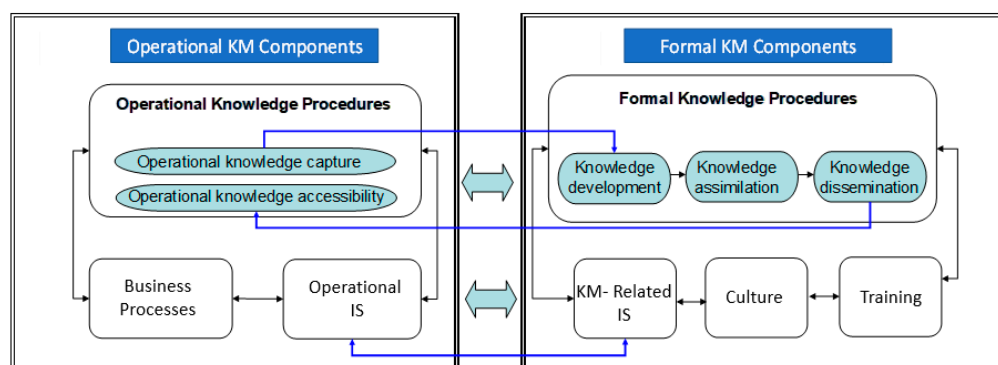 Operational KM Components
Formal KM Components
Operational Knowledge Procedures
Operational knowledge capture
Operational knowledge accessibility
Business
Processes
Operational
IS
Formal Knowledge Procedures
Knowledge
development
Knowledge
assimilation
Knowledge
dissemination
KM- Related
IS
Culture
Training